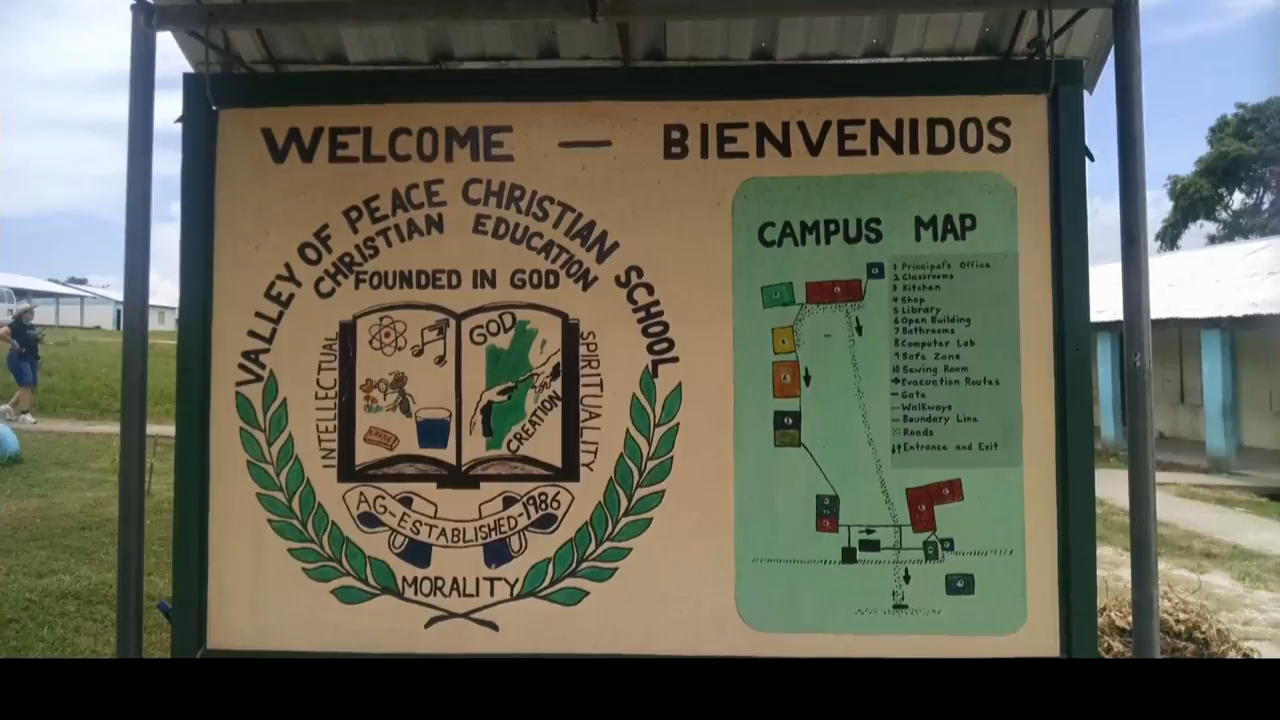 WELCOME — BIENVENIDOS
VALLEY OF PEACE CHRISTIAN SCHOOL
CHRISTIAN EDUCATION
FOUNDED IN GOD
INTELLECTUAL
GOD
CREATION
SPIRITUALITY
AG-ESTABLISHED-1986
MORALITY
CAMPUS MAP
1 Principal's Office
2 Classrooms
3 Kitchen
4 Shop
5 Library
6 Open Building
7 Bathrooms
8 Computer Lab
9 Safe Zone
10 Sewing Room
Evacuation Routes
Gate
Walkways
Boundary Line
Roads
Entrance and Exit